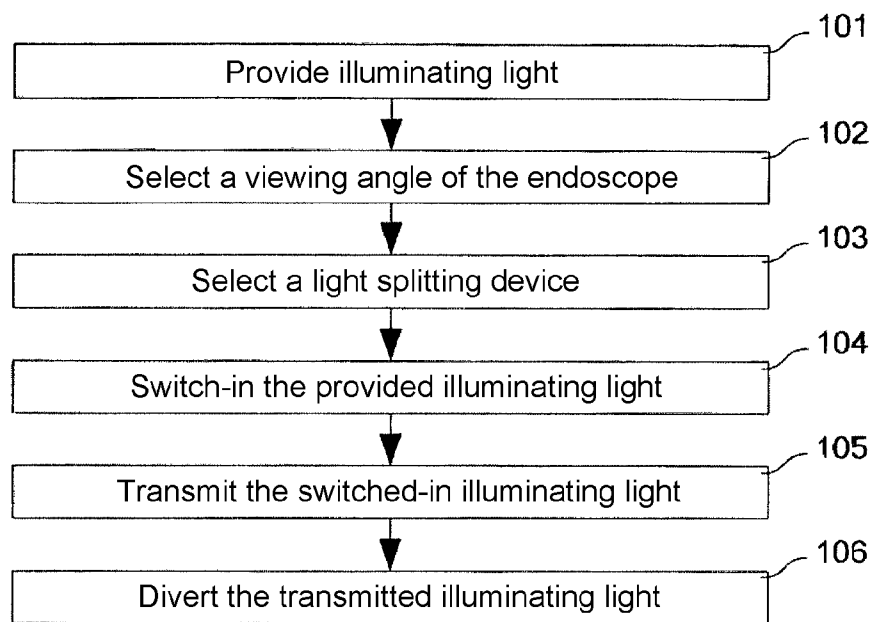 101
Provide illuminating light
102
Select a viewing angle of the endoscope
103
Select a light splitting device
104
Switch-in the provided illuminating light
105
Transmit the switched-in illuminating light
106
Divert the transmitted illuminating light